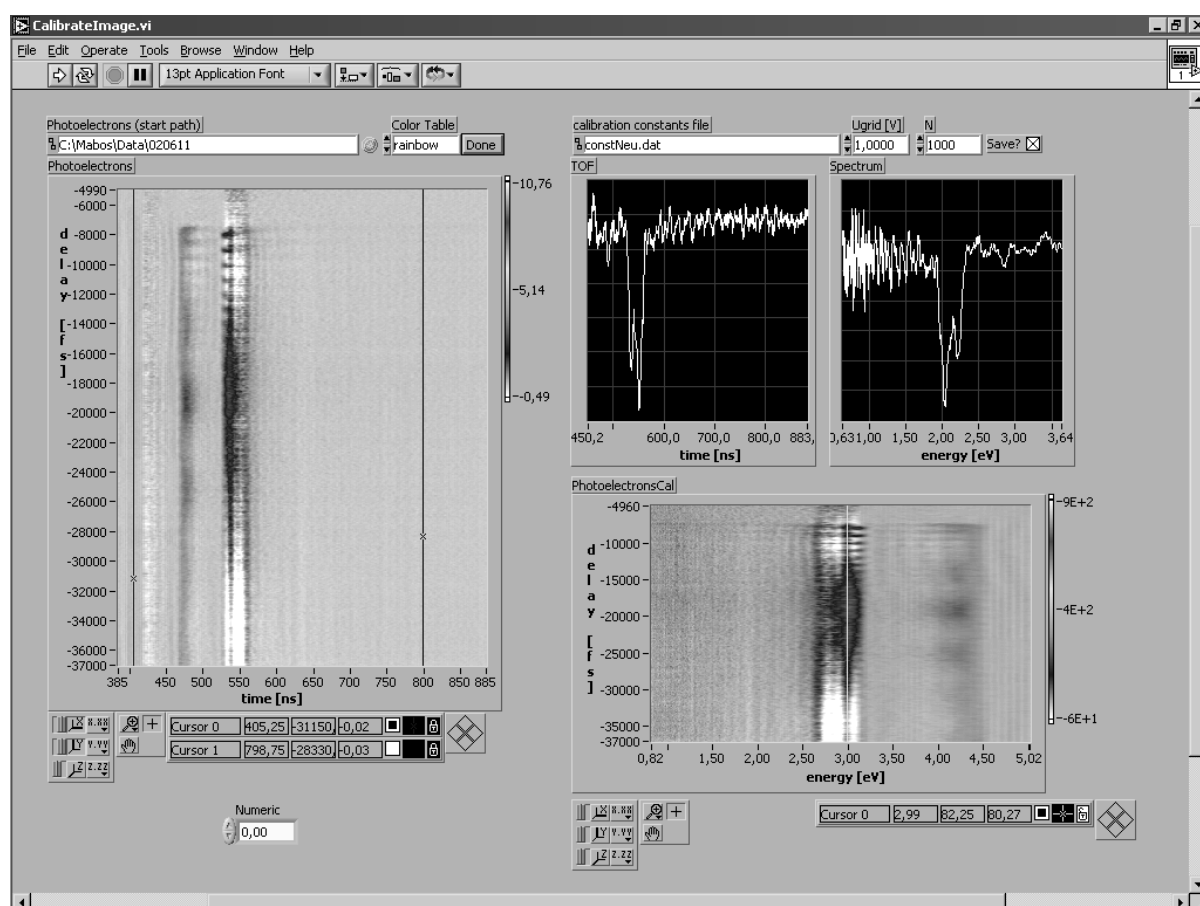 CalibrateImage.vi
File Edit Operate Tools Browse Window Help
13pt Application Font
1
Photoelectrons (start path)
Color Table
C:\Mabos\Data\020611
rainbow
Done
Photoelectrons
-4990
-6000
-8000
-10000
-12000
-14000
-16000
-18000
-20000
-22000
-24000
-26000
-28000
-30000
-32000
-34000
-36000
-37000
delay [fs]
385 450 500 550 600 650 700 750 800 850 885
time [ns]
-10,76
-5,14
--0,49
X.XX
Y.YY
Z.ZZ
Cursor 0 405,25 -31150, -0,02
Cursor 1 798,75 -28330, -0,03
Numeric
0,00
calibration constants file
Ugrid [V]
N
constNeu.dat
1,0000
1000
Save?
TOF
450,2 600,0 700,0 800,0 883,
time [ns]
Spectrum
0,63 1,00 1,50 2,00 2,50 3,00 3,64
energy [eV]
PhotoelectronsCal
-4960
-10000
-15000
-20000
-25000
-30000
-35000
-37000
delay [fs]
0,82 1,50 2,00 2,50 3,00 3,50 4,00 4,50 5,02
energy [eV]
-9E+2
-4E+2
--6E+1
X.XX
Y.YY
Z.ZZ
Cursor 0 2,99 82,25 80,27